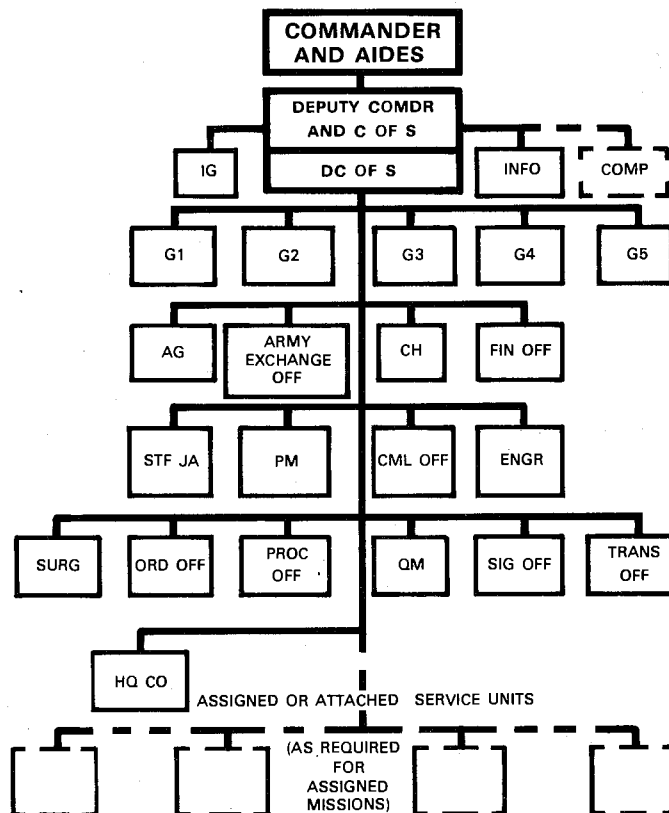 COMMANDER
AND AIDES
DEPUTY COMDR
AND C OF S
DC OF S
IG
INFO
COMP
G1
G2
G3
G4
G5
AG
ARMY
EXCHANGE
OFF
CH
FIN OFF
STF JA
PM
CML OFF
ENGR
SURG
ORD OFF
PROC
OFF
QM
SIG OFF
TRANS
OFF
HQ CO
ASSIGNED OR ATTACHED SERVICE UNITS
(AS REQUIRED
FOR
ASSIGNED
MISSIONS)